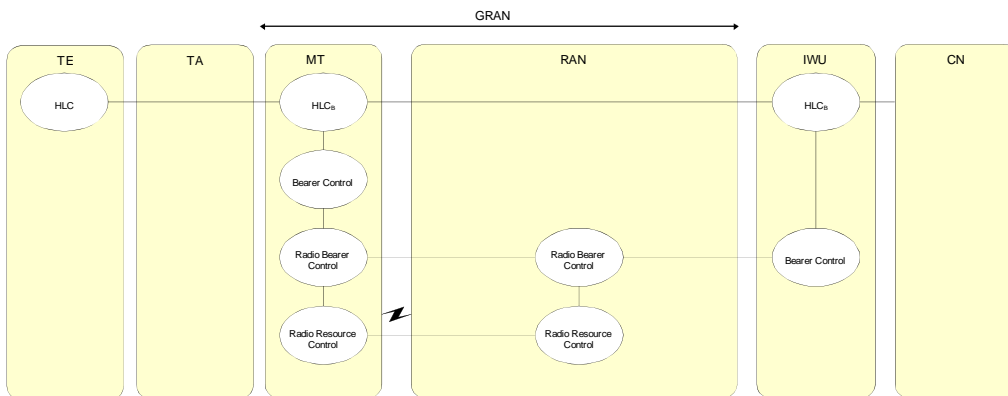 GRAN
TE TA MT RAN IWU CN
HLC HLCB HLCB
Bearer Control
Radio Bearer
Control
Radio Bearer
Control
Bearer Control
Radio Resource
Control
Radio Resource
Control